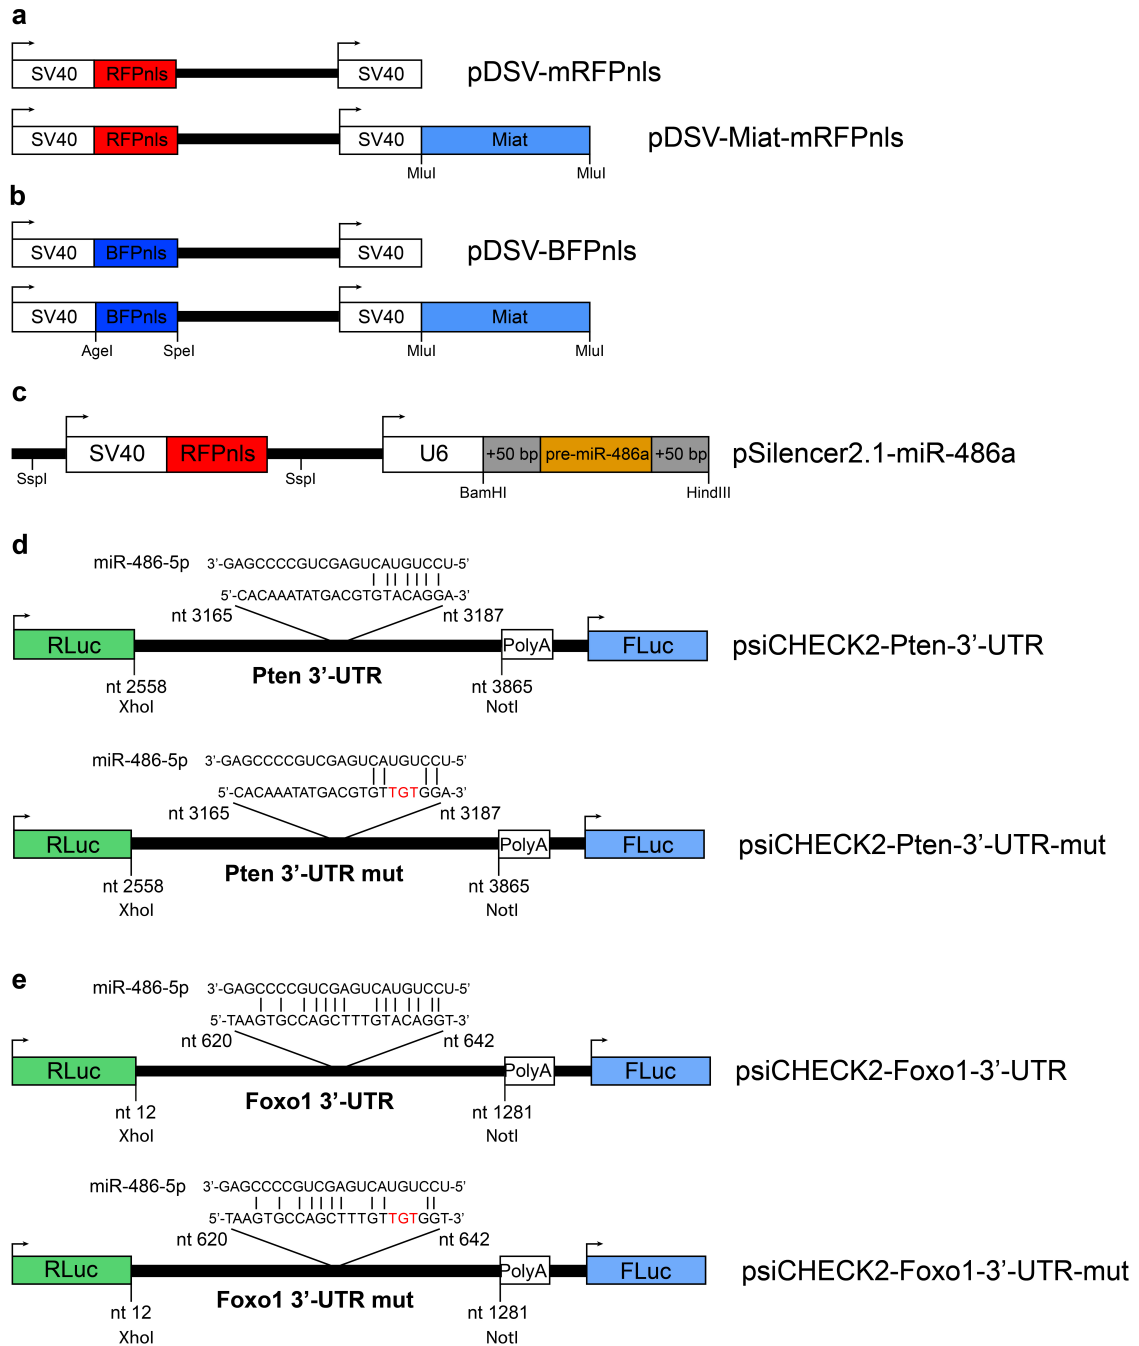 a
SV40 RFPnls SV40 pDSV-mRFPnls
SV40 RFPnls SV40 Miat pDSV-Miat-mRFPnls
MluI MluI
b
SV40 BFPnls SV40 pDSV-BFPnls
SV40 BFPnls SV40 Miat
AgeI SpeI MluI MluI
c
SV40 RFPnls U6 +50 bp pre-miR-486a +50 bp pSilencer2.1-miR-486a
SspI SspI BamHI HindIII
d
miR-486-5p 3’-GAGCCCCGUCGAGUCAUGUCCU-5’
5’-CACAAATATGACGTGTACAGGA-3’
nt 3165 nt 3187
RLuc PolyA FLuc psiCHECK2-Pten-3’-UTR
Pten 3’-UTR
nt 2558 nt 3865
XhoI NotI
miR-486-5p 3’-GAGCCCCGUCGAGUCAUGUCCU-5’
5’-CACAAATATGACGTGTTGTGGA-3’
nt 3165 nt 3187
RLuc PolyA FLuc psiCHECK2-Pten-3’-UTR-mut
Pten 3’-UTR mut
nt 2558 nt 3865
XhoI NotI
e
miR-486-5p 3’-GAGCCCCGUCGAGUCAUGUCCU-5’
5’-TAAGTGCCAGCTTTGTACAGGT-3’
nt 620 nt 642
RLuc PolyA FLuc psiCHECK2-Foxo1-3’-UTR
Foxo1 3’-UTR
nt 12 nt 1281
XhoI NotI
miR-486-5p 3’-GAGCCCCGUCGAGUCAUGUCCU-5’
5’-TAAGTGCCAGCTTTGTTGTGGT-3’
nt 620 nt 642
RLuc PolyA FLuc psiCHECK2-Foxo1-3’-UTR-mut
Foxo1 3’-UTR mut
nt 12 nt 1281
XhoI NotI